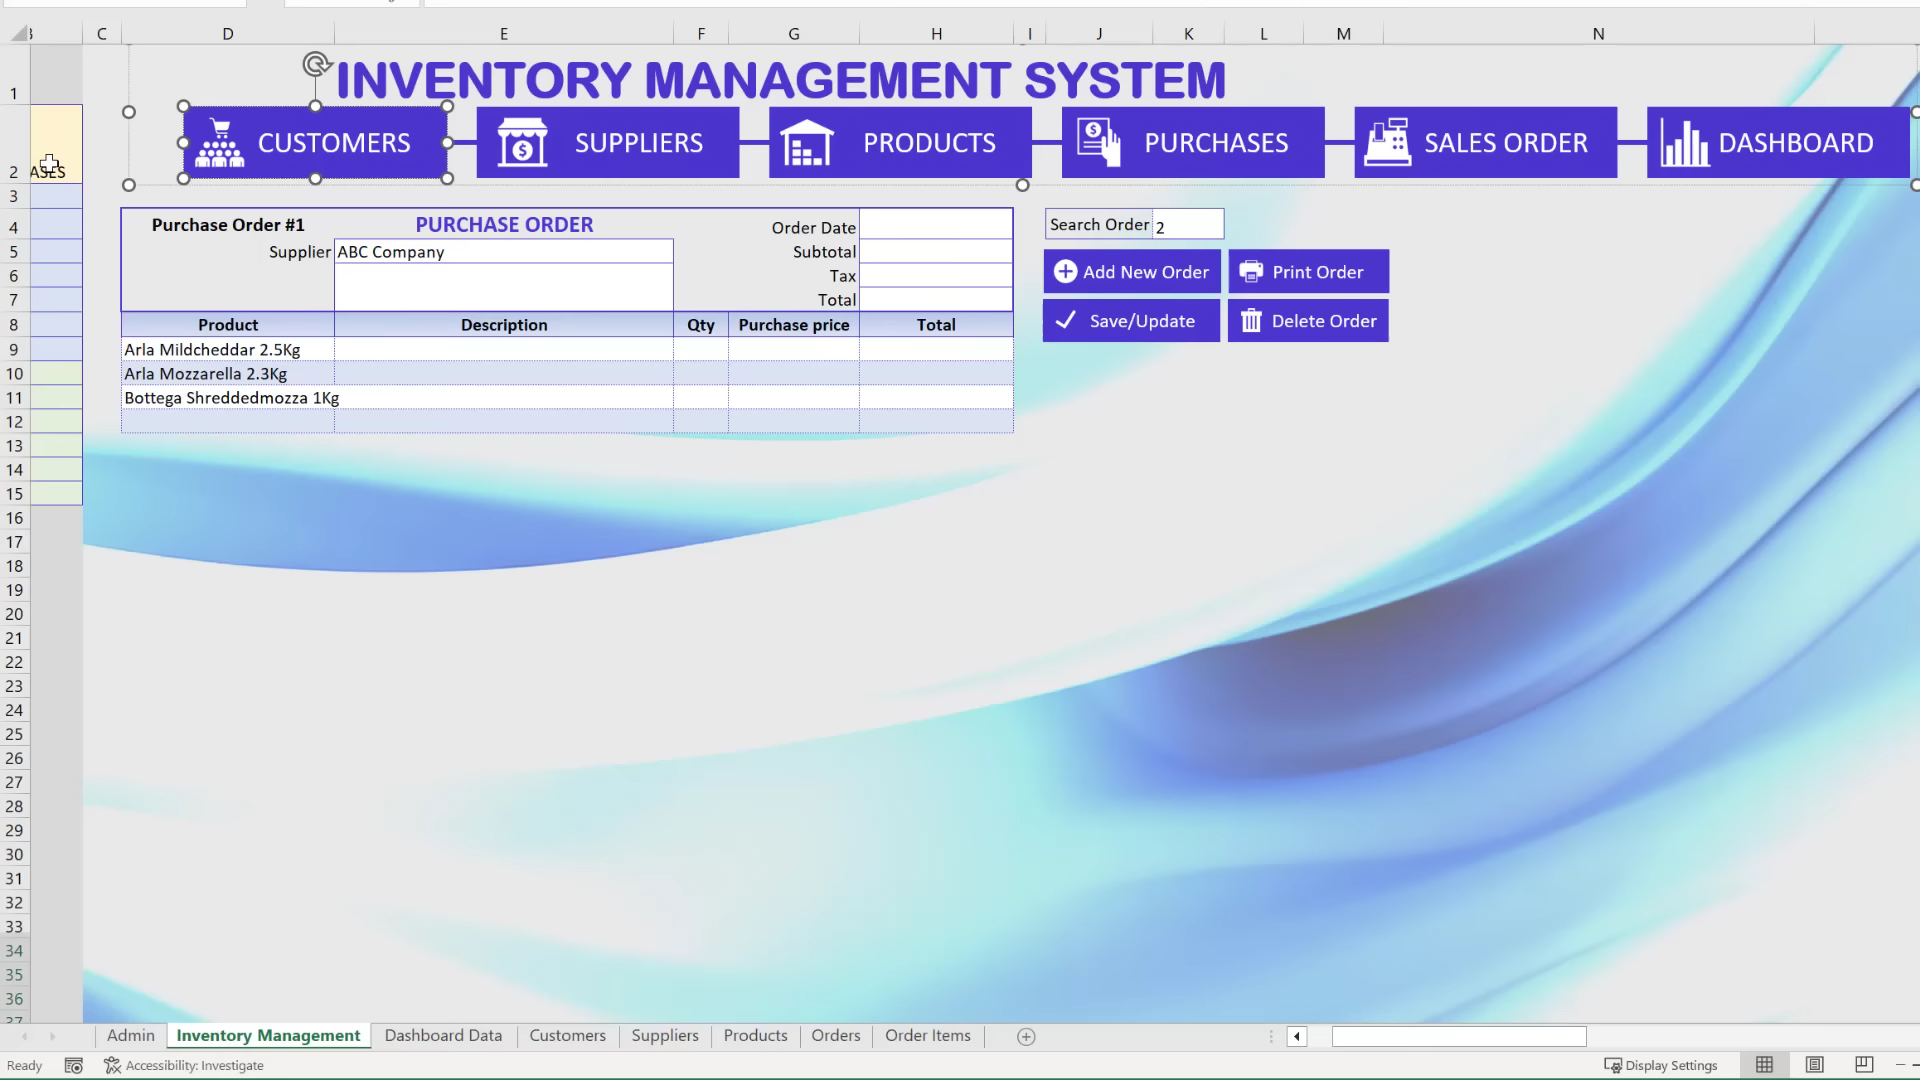 C D E F G H I J K L M N
INVENTORY MANAGEMENT SYSTEM
1
CUSTOMERS SUPPLIERS PRODUCTS PURCHASES SALES ORDER DASHBOARD
2 ASES
3
4 Purchase Order #1 PURCHASE ORDER Order Date Search Order 2
5 Supplier ABC Company Subtotal
6 Tax Add New Order Print Order
7 Total
8 Product Description Qty Purchase price Total Save/Update Delete Order
9 Arla Mildcheddar 2.5Kg
10 Arla Mozzarella 2.3Kg
11 Bottega Shreddedmozza 1Kg
12
13
14
15
16
17
18
19
20
21
22
23
24
25
26
27
28
29
30
31
32
33
34
35
36
37
Admin Inventory Management Dashboard Data Customers Suppliers Products Orders Order Items
Ready Accessibility: Investigate Display Settings